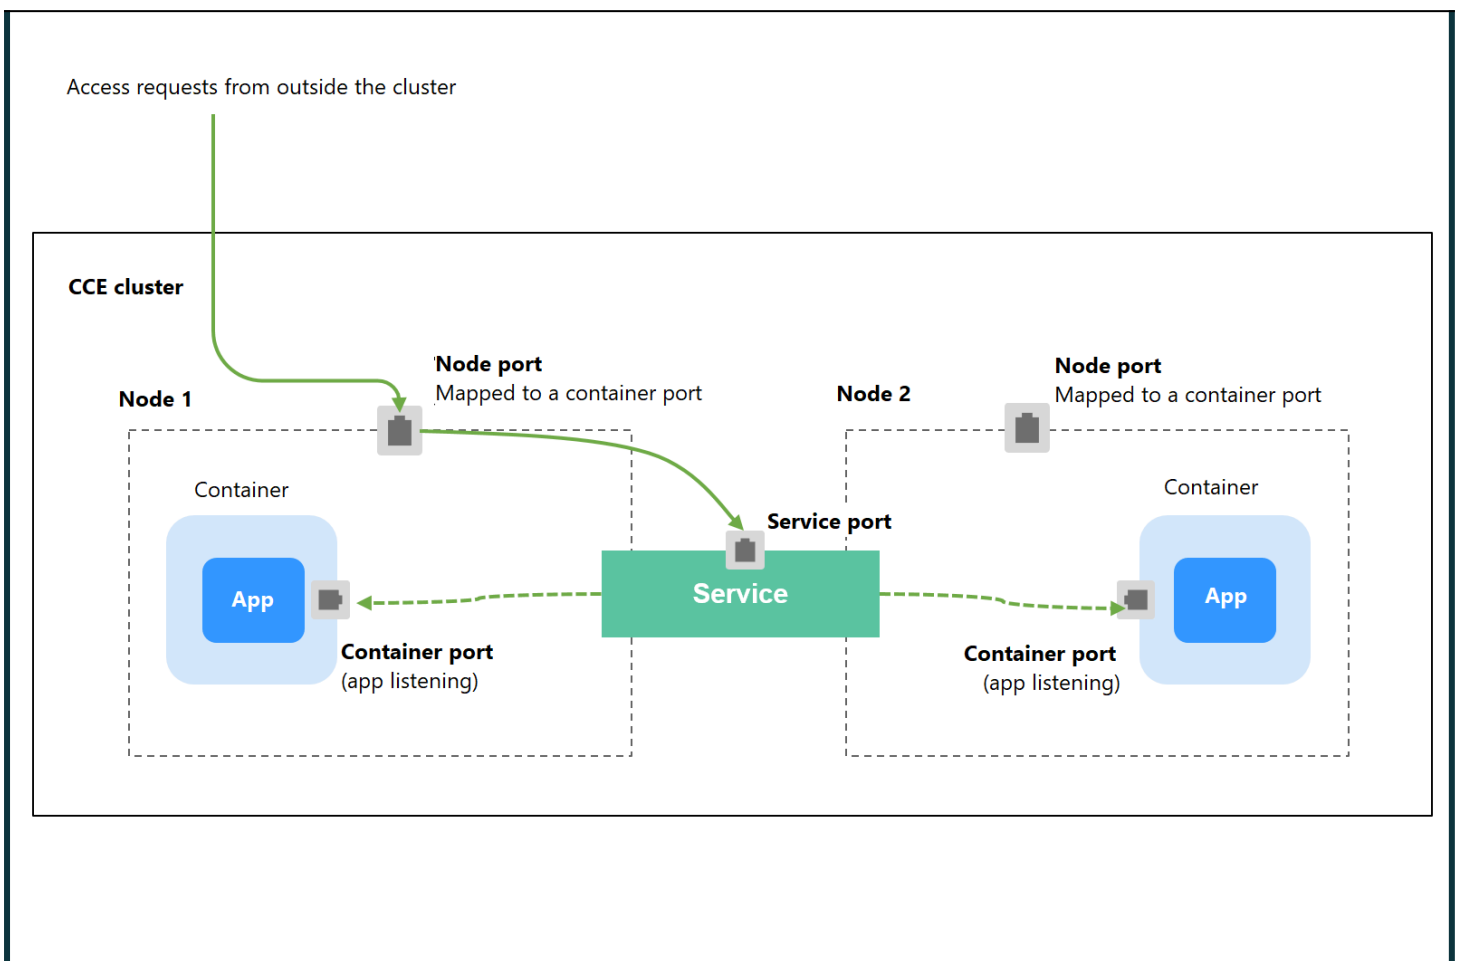 Access requests from outside the cluster
CCE cluster
Node 1
Node port
Mapped to a container port
Node 2
Node port
Mapped to a container port
Container
Container
Service port
App
Service
App
Container port
(app listening)
Container port
(app listening)